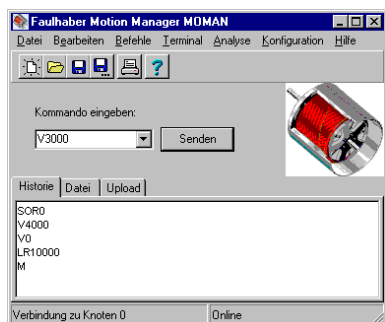 Faulhaber Motion Manager MOMAN
Datei Bearbeiten Befehle Terminal Analyse Konfiguration Hilfe
?
Kommando eingeben:
V3000 Senden
Historie Datei Upload
SOR0
V4000
V0
LR10000
M
Verbindung zu Knoten 0 Online